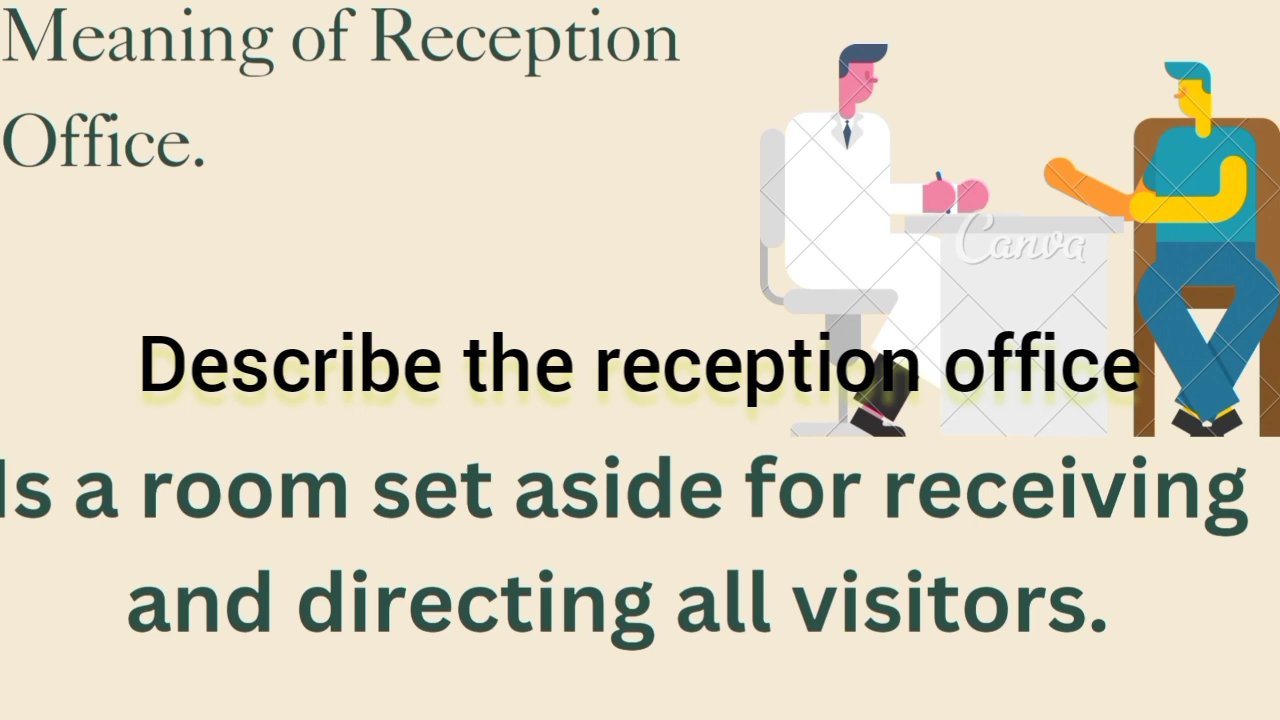 Meaning of Reception
Office.
Canva
Describe the reception office
Is a room set aside for receiving
and directing all visitors.